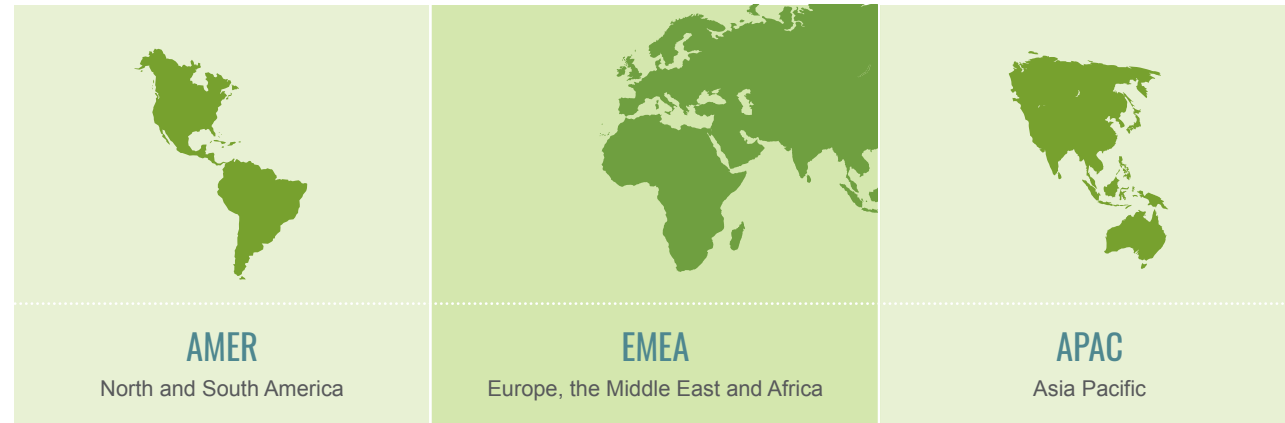 AMER
North and South America
EMEA
Europe, the Middle East and Africa
APAC
Asia Pacific